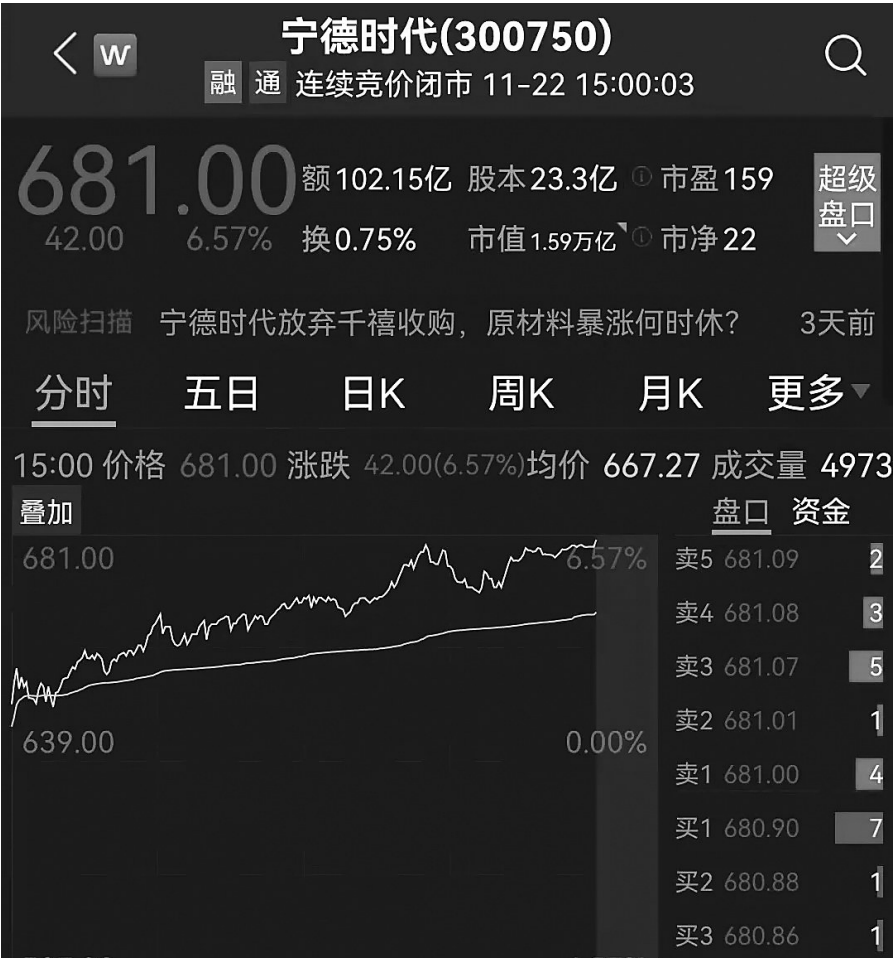 宁德时代(300750)
W
融 通 连续竞价闭市 11-22 15:00:03
681.00 额102.15亿 股本23.3亿 市盈159 超级
42.00 6.57% 换0.75% 市值1.59万亿 市净22 盘口
风险扫描 宁德时代放弃千禧收购，原材料暴涨何时休？ 3天前
分时 五日 日K 周K 月K 更多
15:00 价格 681.00 涨跌 42.00(6.57%) 均价 667.27 成交量 4973
叠加 盘口 资金
681.00 6.57% 卖5 681.09 2
卖4 681.08 3
卖3 681.07 5
卖2 681.01 1
639.00 0.00%
卖1 681.00 4
买1 680.90 7
买2 680.88 1
买3 680.86 1